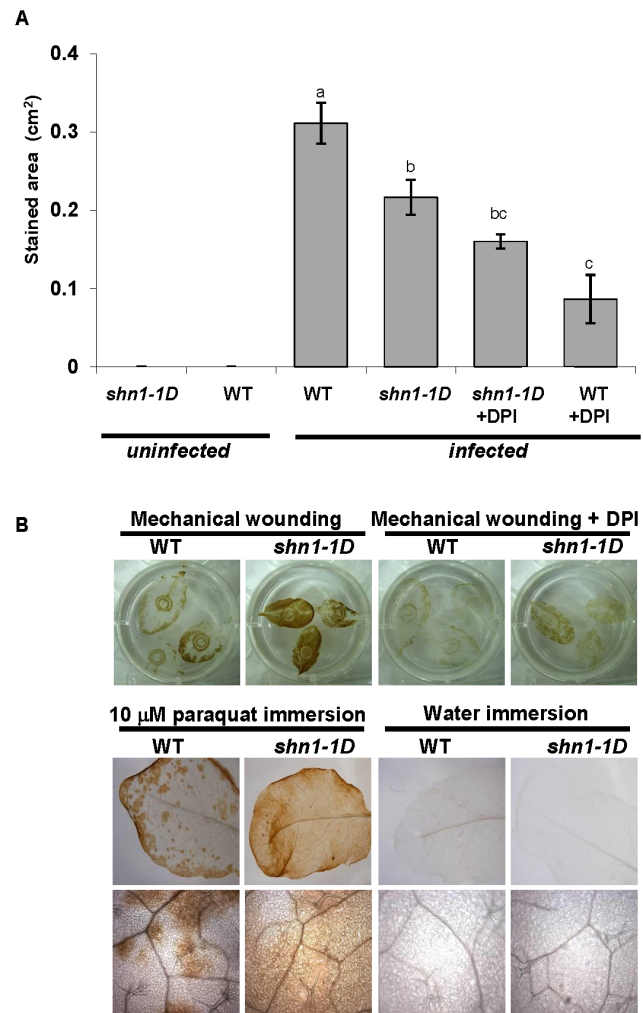 A
0.4
0.3
0.2
0.1
0
Stained area (cm²)
a
b
bc
c
shn1-1D WT WT shn1-1D shn1-1D WT
+DPI +DPI
uninfected infected
B
Mechanical wounding Mechanical wounding + DPI
WT shn1-1D WT shn1-1D
10 μM paraquat immersion Water immersion
WT shn1-1D WT shn1-1D